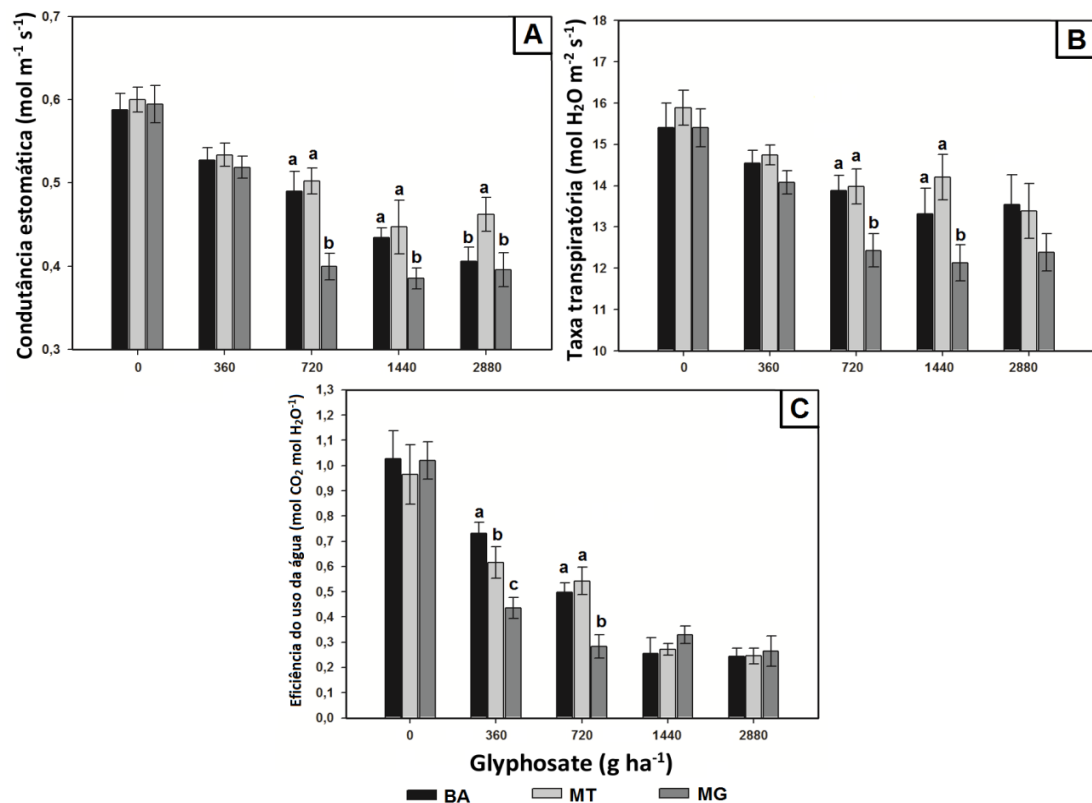 A
Condutância estomática (mol m⁻¹ s⁻¹)
0,7
0,6
0,5
0,4
0,3
a a
b
a
a
b
b
a
b
0 360 720 1440 2880
B
Taxa transpiratória (mol H₂O m⁻² s⁻¹)
18
17
16
15
14
13
12
11
10
a a
b
a
a
b
0 360 720 1440 2880
C
Eficiência do uso da água (mol CO₂ mol H₂O⁻¹)
1,3
1,2
1,1
1,0
0,9
0,8
0,7
0,6
0,5
0,4
0,3
0,2
0,1
0,0
a
b
c
a
a
b
0 360 720 1440 2880
Glyphosate (g ha⁻¹)
BA MT MG